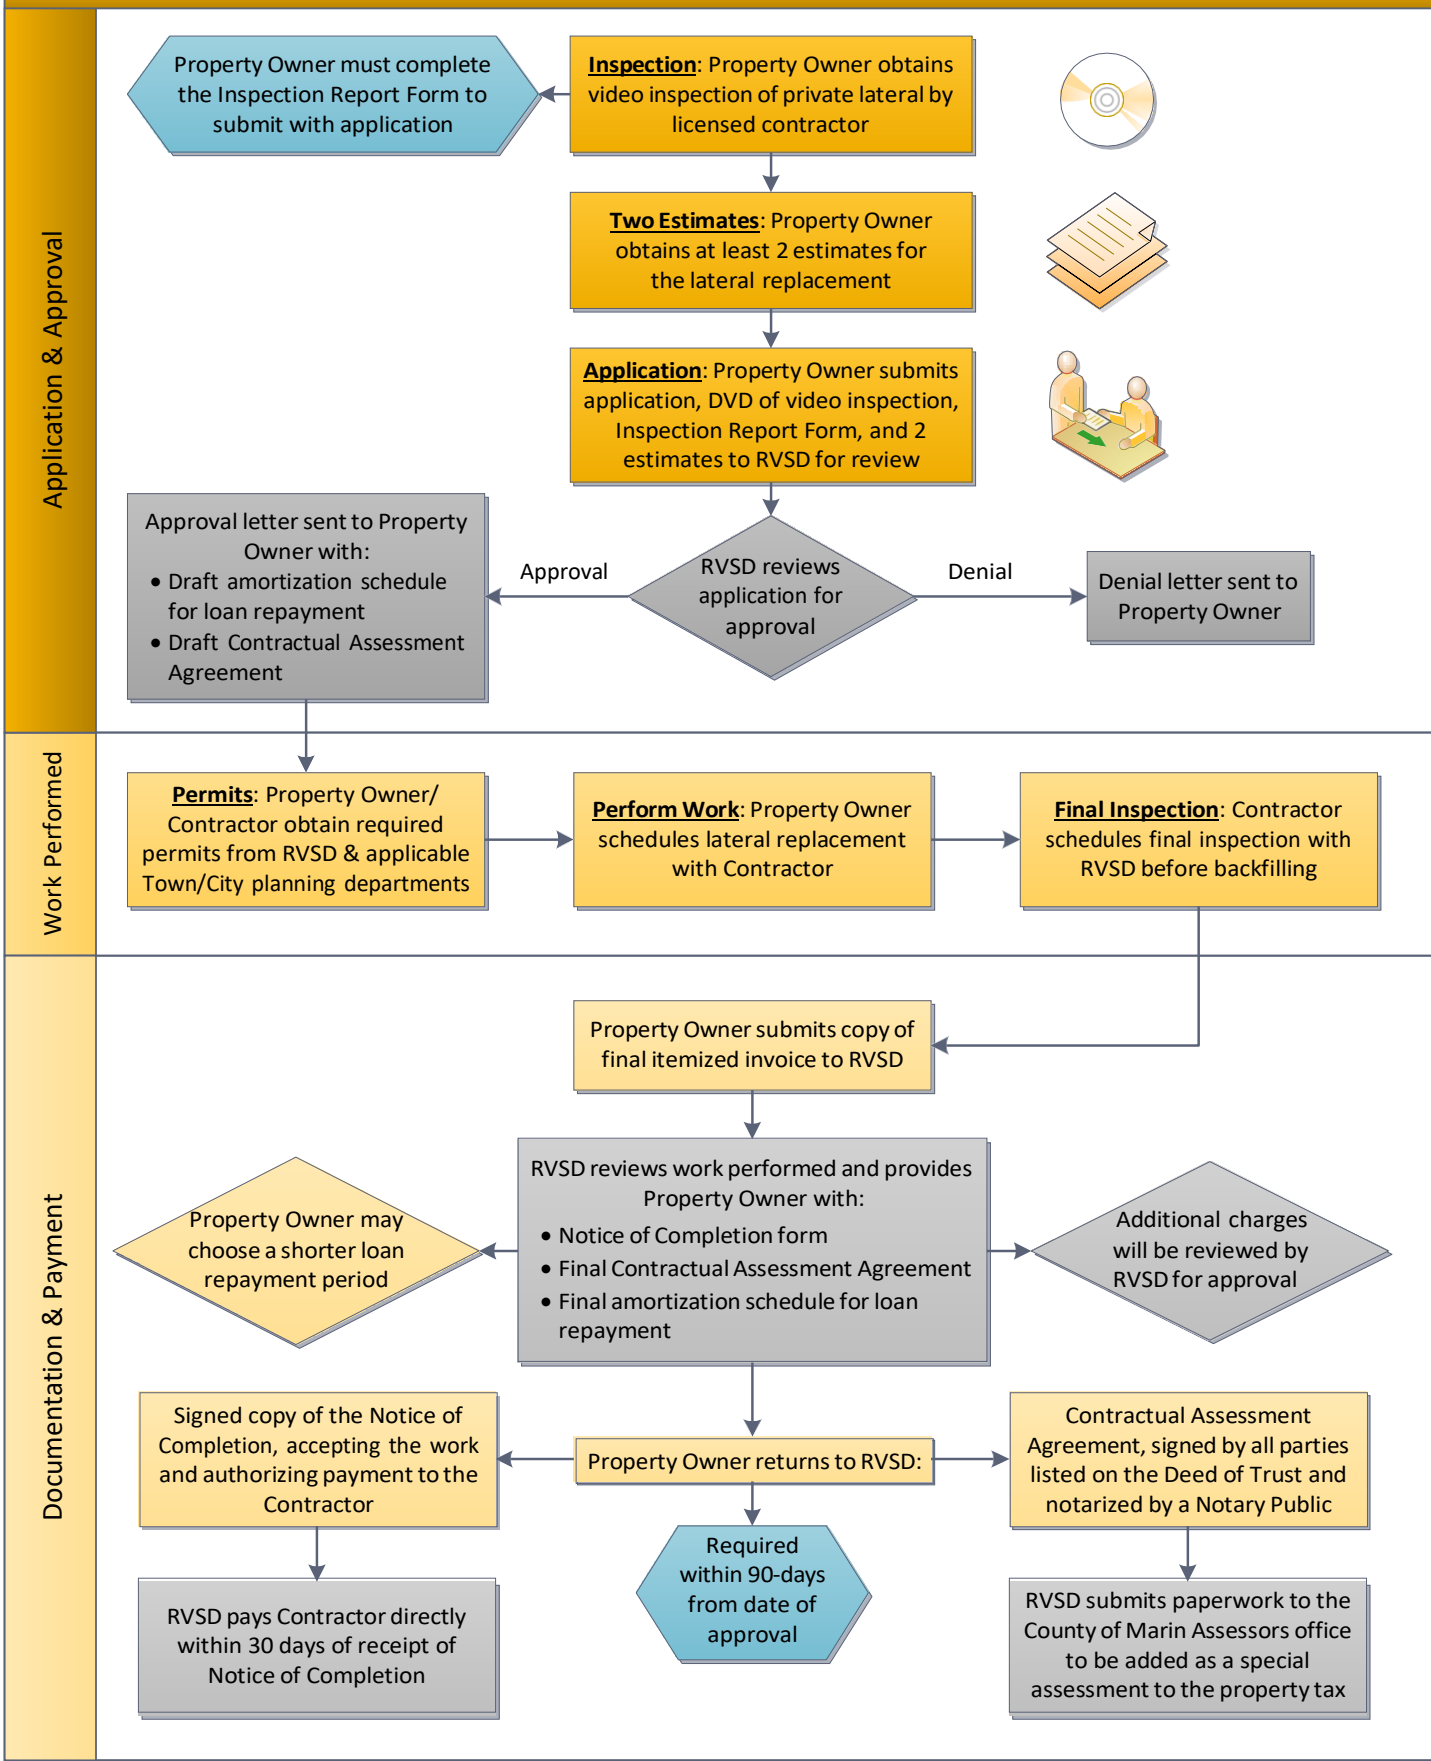 Application & Approval
Property Owner must complete
the Inspection Report Form to
submit with application
Inspection: Property Owner obtains
video inspection of private lateral by
licensed contractor
Two Estimates: Property Owner
obtains at least 2 estimates for
the lateral replacement
Application: Property Owner submits
application, DVD of video inspection,
Inspection Report Form, and 2
estimates to RVSD for review
RVSD reviews
application for
approval
Approval
Denial
Approval letter sent to Property
Owner with:
• Draft amortization schedule
for loan repayment
• Draft Contractual Assessment
Agreement
Denial letter sent to
Property Owner
Work Performed
Permits: Property Owner/
Contractor obtain required
permits from RVSD & applicable
Town/City planning departments
Perform Work: Property Owner
schedules lateral replacement
with Contractor
Final Inspection: Contractor
schedules final inspection with
RVSD before backfilling
Documentation & Payment
Property Owner submits copy of
final itemized invoice to RVSD
RVSD reviews work performed and provides
Property Owner with:
• Notice of Completion form
• Final Contractual Assessment Agreement
• Final amortization schedule for loan
repayment
Property Owner may
choose a shorter loan
repayment period
Additional charges
will be reviewed by
RVSD for approval
Property Owner returns to RVSD:
Signed copy of the Notice of
Completion, accepting the work
and authorizing payment to the
Contractor
Contractual Assessment
Agreement, signed by all parties
listed on the Deed of Trust and
notarized by a Notary Public
Required
within 90-days
from date of
approval
RVSD pays Contractor directly
within 30 days of receipt of
Notice of Completion
RVSD submits paperwork to the
County of Marin Assessors office
to be added as a special
assessment to the property tax